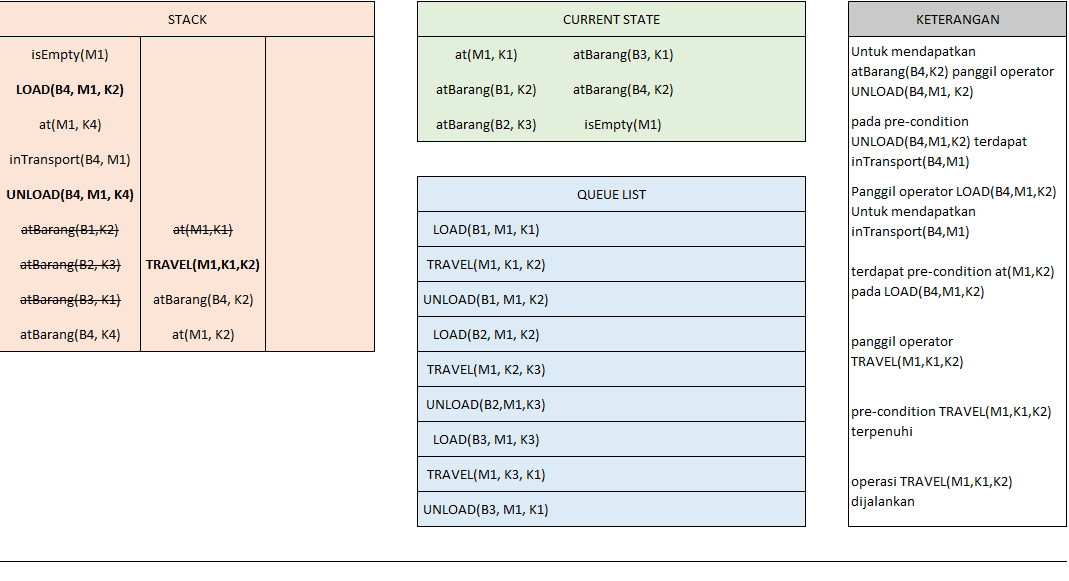 STACK
isEmpty(M1)
LOAD(B4, M1, K2)
at(M1, K4)
inTransport(B4, M1)
UNLOAD(B4, M1, K4)
atBarang(B1,K2) at(M1,K1)
atBarang(B2, K3) TRAVEL(M1,K1,K2)
atBarang(B3, K1) atBarang(B4, K2)
atBarang(B4, K4) at(M1, K2)
CURRENT STATE
at(M1, K1) atBarang(B3, K1)
atBarang(B1, K2) atBarang(B4, K2)
atBarang(B2, K3) isEmpty(M1)
QUEUE LIST
LOAD(B1, M1, K1)
TRAVEL(M1, K1, K2)
UNLOAD(B1, M1, K2)
LOAD(B2, M1, K2)
TRAVEL(M1, K2, K3)
UNLOAD(B2,M1,K3)
LOAD(B3, M1, K3)
TRAVEL(M1, K3, K1)
UNLOAD(B3, M1, K1)
KETERANGAN
Untuk mendapatkan
atBarang(B4,K2) panggil operator
UNLOAD(B4,M1, K2)
pada pre-condition
UNLOAD(B4,M1,K2) terdapat
inTransport(B4,M1)
Panggil operator LOAD(B4,M1,K2)
Untuk mendapatkan
inTransport(B4,M1)
terdapat pre-condition at(M1,K2)
pada LOAD(B4,M1,K2)
panggil operator
TRAVEL(M1,K1,K2)
pre-condition TRAVEL(M1,K1,K2)
terpenuhi
operasi TRAVEL(M1,K1,K2)
dijalankan